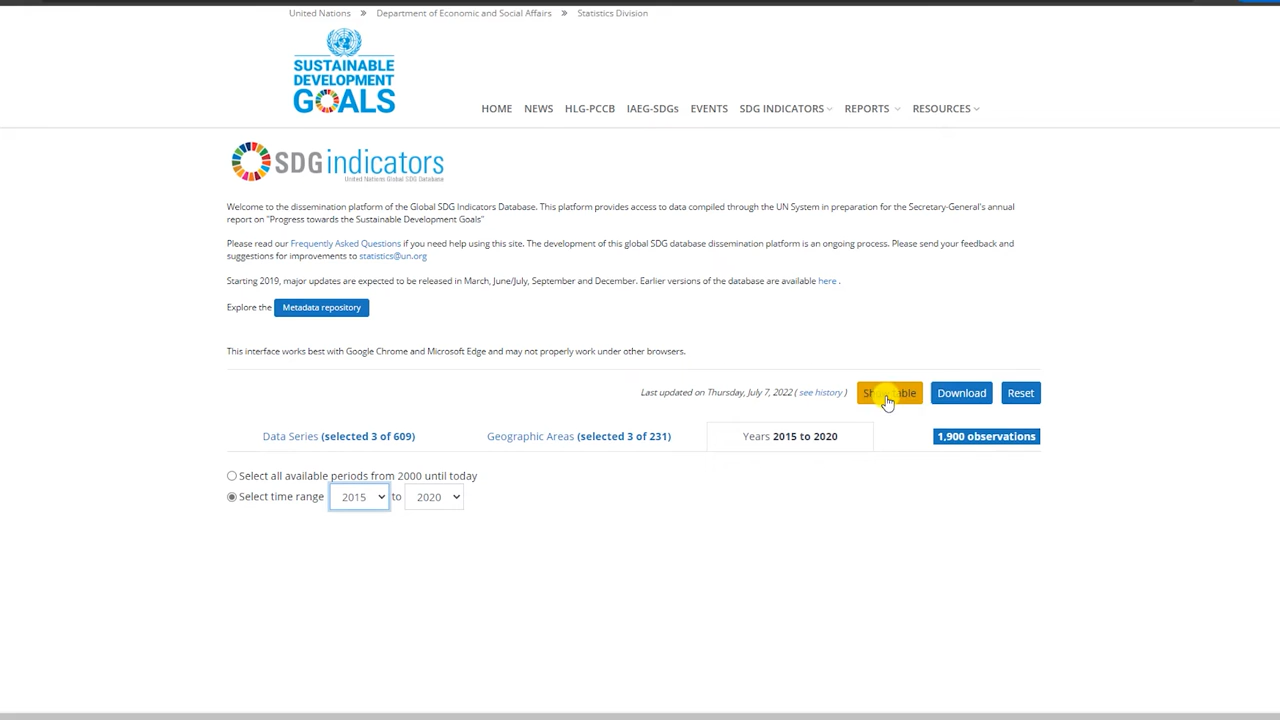 United Nations » Department of Economic and Social Affairs » Statistics Division
SUSTAINABLE
DEVELOPMENT
GOALS
HOME NEWS HLG-PCCB IAEG-SDGs EVENTS SDG INDICATORS REPORTS RESOURCES
SDG indicators
United Nations Global SDG Database
Welcome to the dissemination platform of the Global SDG Indicators Database. This platform provides access to data compiled through the UN System in preparation for the Secretary-General's annual
report on "Progress towards the Sustainable Development Goals"
Please read our Frequently Asked Questions if you need help using this site. The development of this global SDG database dissemination platform is an ongoing process. Please send your feedback and
suggestions for improvements to statistics@un.org
Starting 2019, major updates are expected to be released in March, June/July, September and December. Earlier versions of the database are available here .
Explore the Metadata repository
This interface works best with Google Chrome and Microsoft Edge and may not properly work under other browsers.
Last updated on Thursday, July 7, 2022 ( see history ) Download Reset
Data Series (selected 3 of 609) Geographic Areas (selected 3 of 231) Years 2015 to 2020 1,900 observations
Select all available periods from 2000 until today
Select time range 2015 to 2020